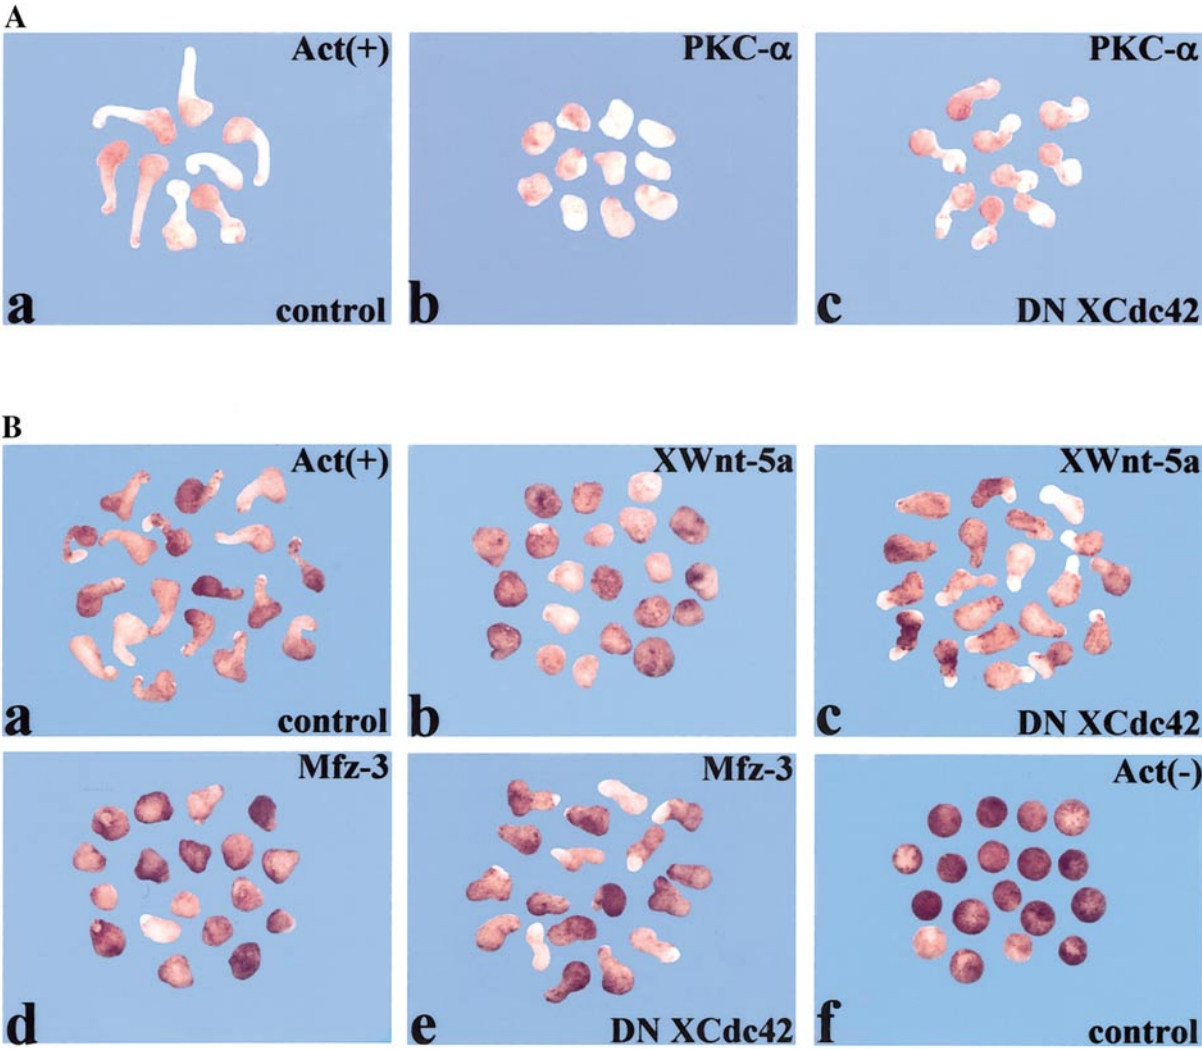 A
Act(+)
a
control
PKC-α
b
PKC-α
c
DN XCdc42
B
Act(+)
a
control
XWnt-5a
b
XWnt-5a
c
DN XCdc42
Mfz-3
d
Mfz-3
e
DN XCdc42
Act(-)
f
control